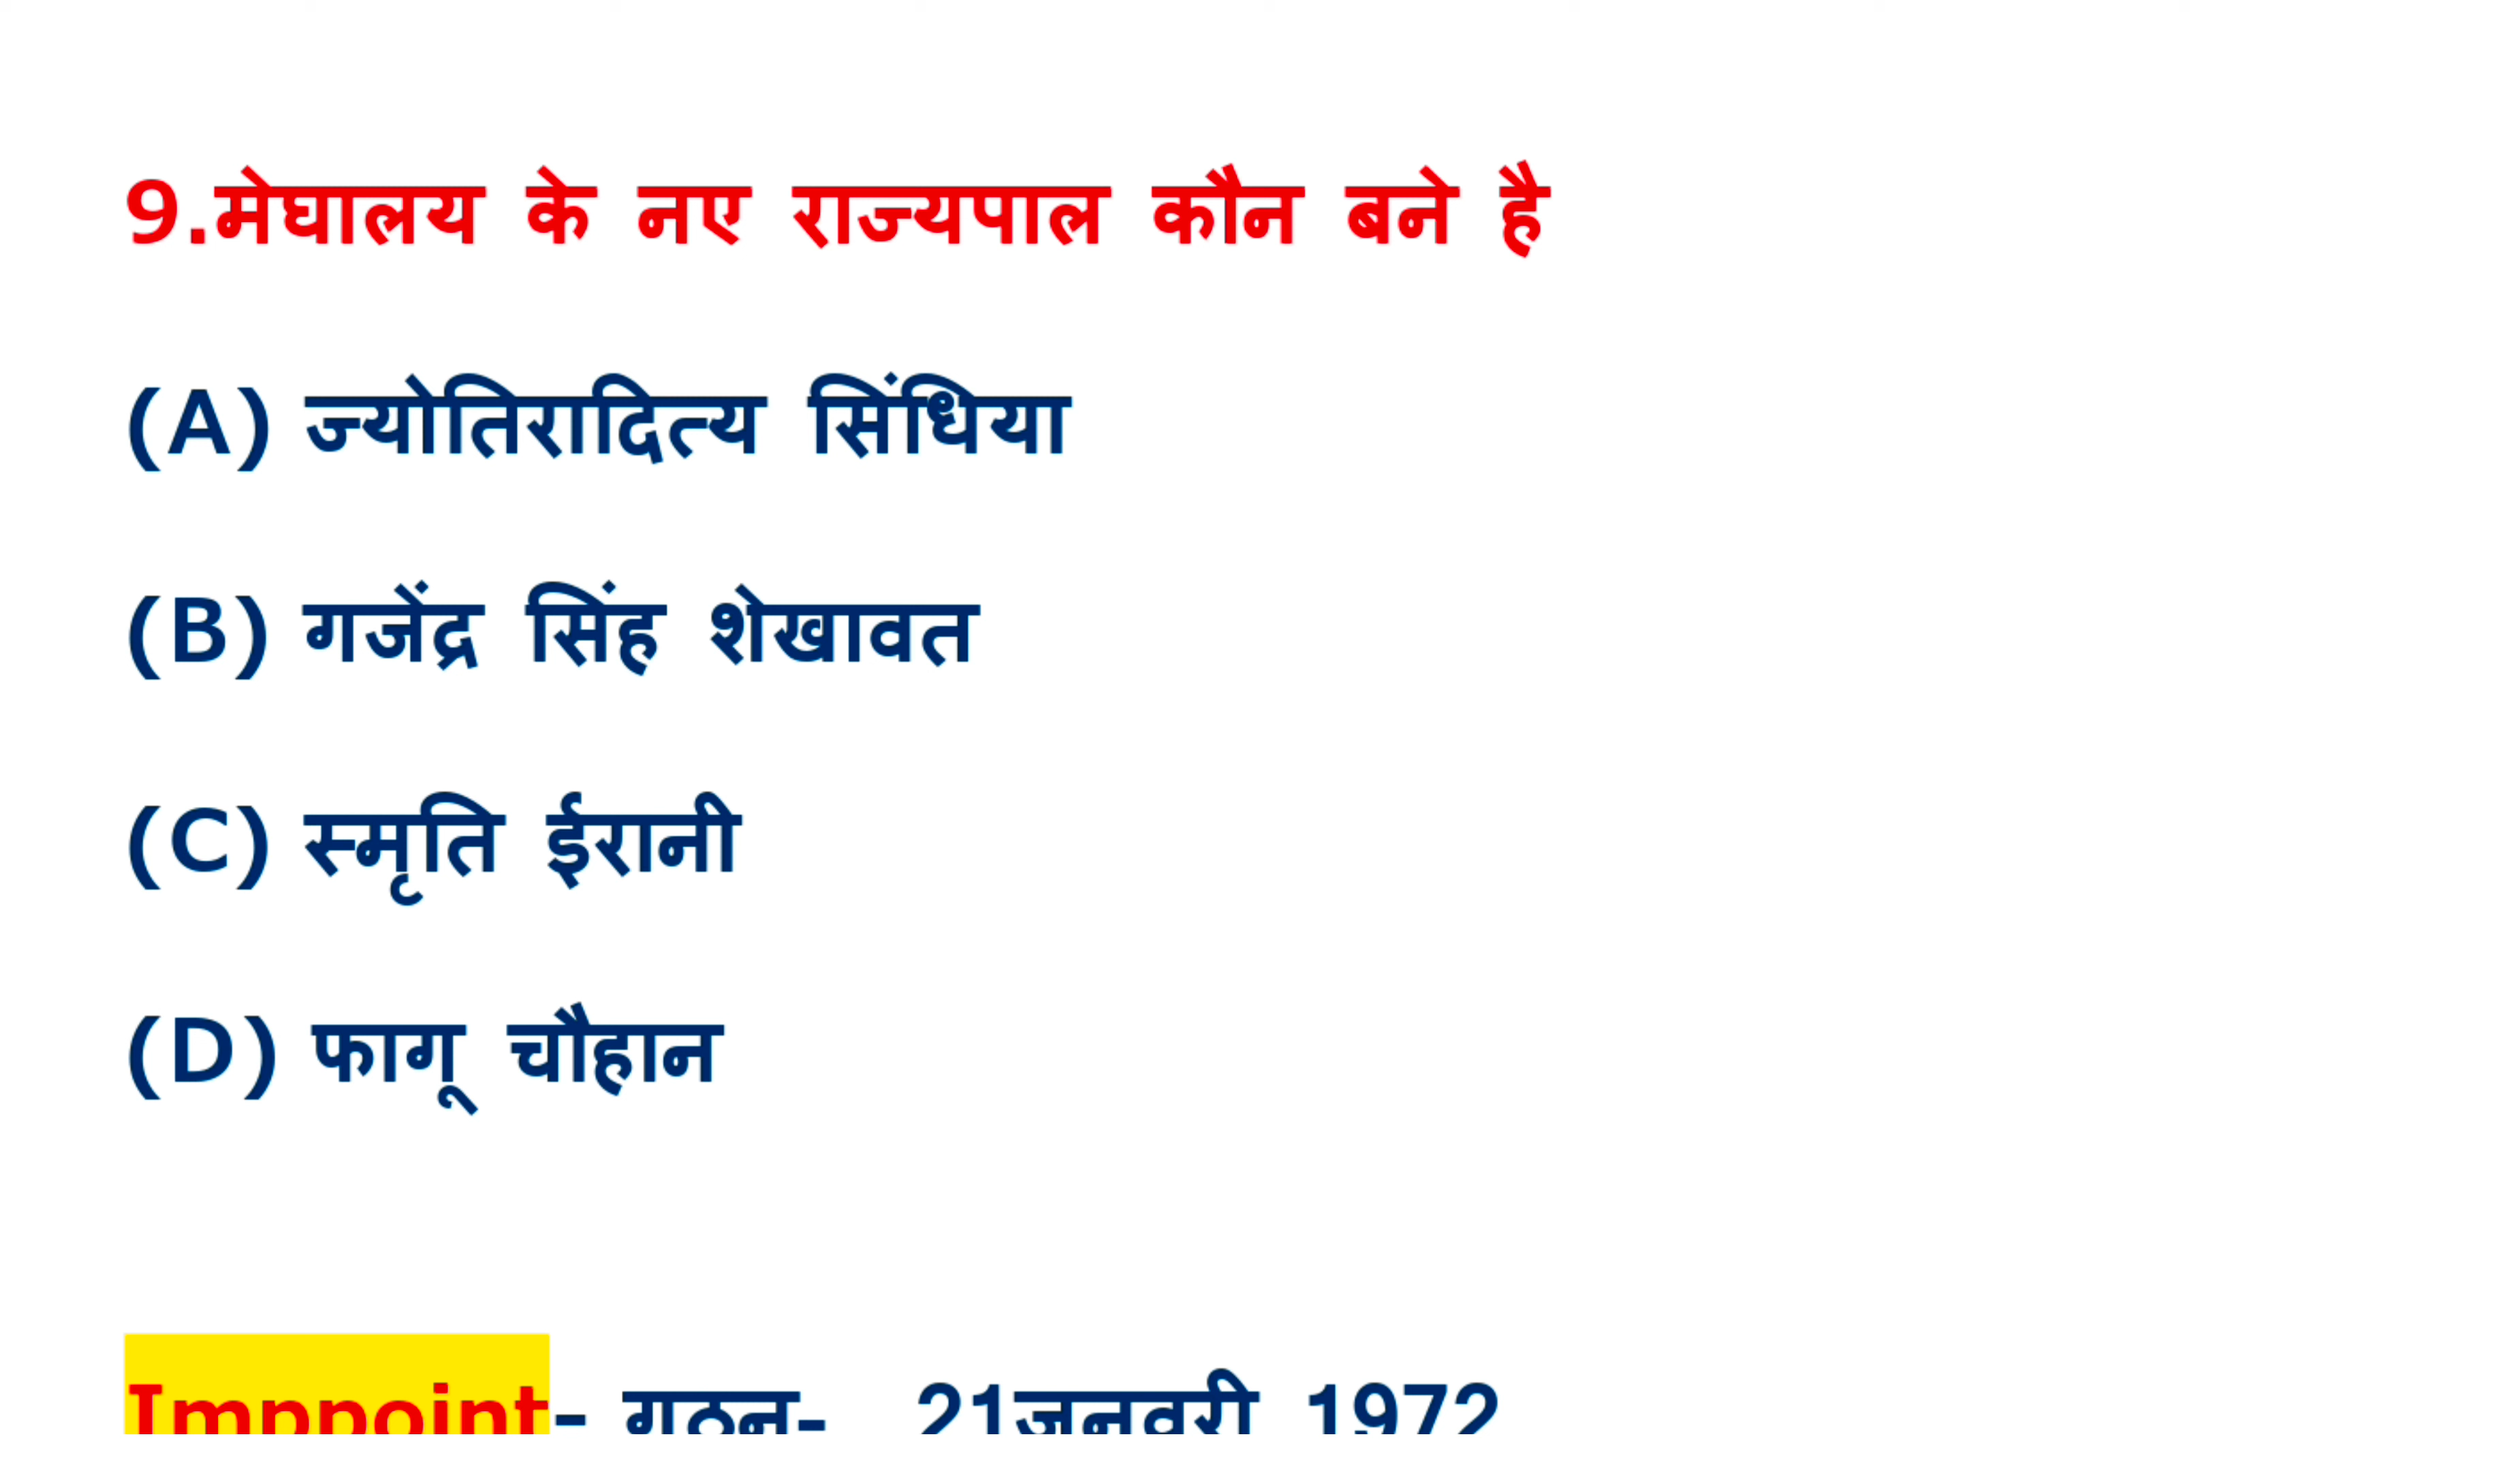 9.मेघालय के नए राज्यपाल कौन बने है
(A) ज्योतिरादित्य सिंधिया
(B) गजेंद्र सिंह शेखावत
(C) स्मृति ईरानी
(D) फागू चौहान
Imppoint- गठन- 21जनवरी 1972